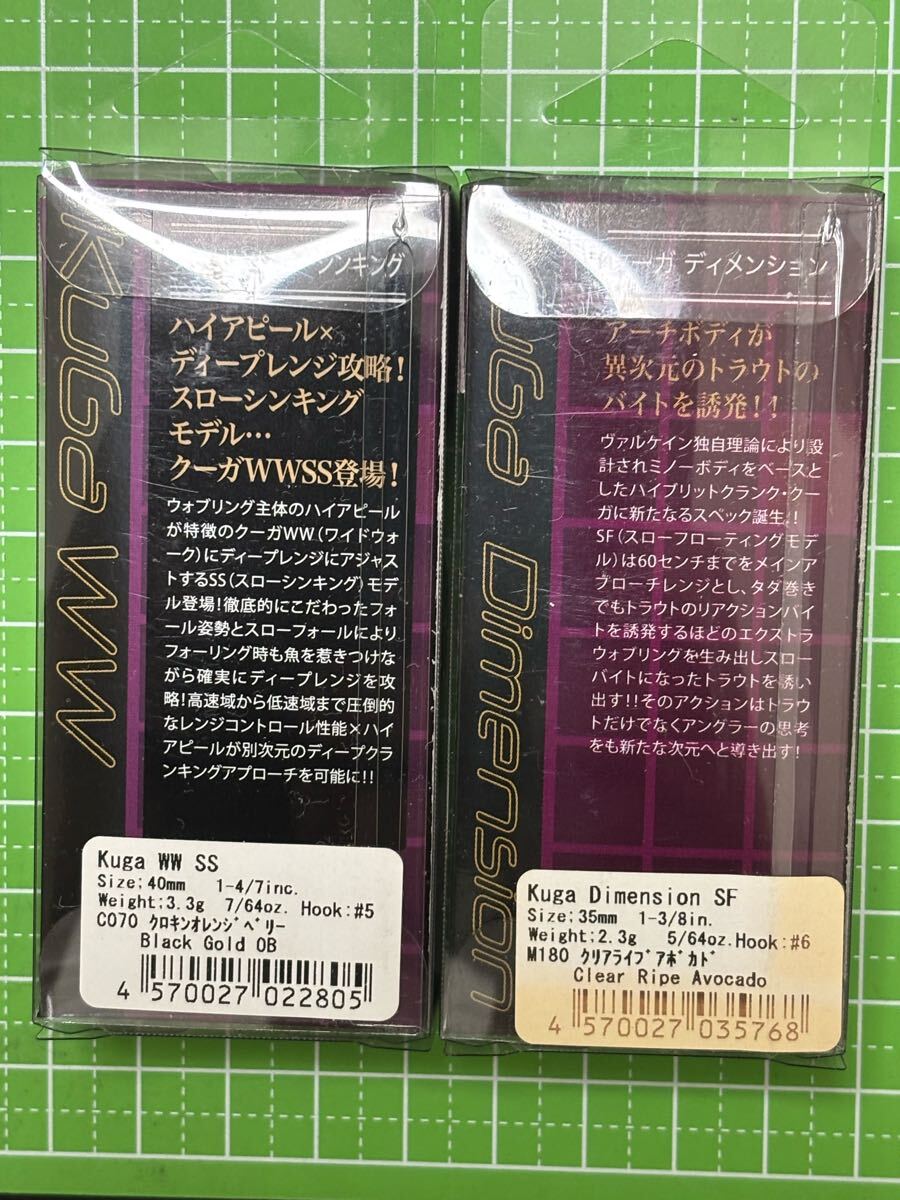 KUGa WW
シンキング
ハイアピール×
ディープレンジ攻略!
スローシンキング
モデル…
クーガWWSS登場!
ウォブリング主体のハイアピール
が特徴のクーガWW(ワイドウォ
ーク)にディープレンジにアジャス
トするSS(スローシンキング)モデ
ル登場!徹底的にこだわったフォ
ール姿勢とスローフォールにより
フォーリング時も魚を惹きつけな
がら確実にディープレンジを攻
略!高速域から低速域まで圧倒的
なレンジコントロール性能×ハイ
アピールが別次元のディープクラ
ンキングアプローチを可能に!!
Kuga WW SS
Size;40mm 1-4/7inc.
Weight;3.3g 7/64oz. Hook:#5
C070 クロキンオレンジベリー
Black Gold OB
4 570027 022805
UGa Dimension
クーガ ディメンション
アーチボディが
異次元のトラウトの
バイトを誘発!!
ヴァルケイン独自理論により設
計されミノーボディをベースと
したハイブリットクランク・クー
ガに新たなるスペック誕生!!
SF(スローフローティングモデ
ル)は60センチまでをメインア
プローチレンジとし、タダ巻き
でもトラウトのリアクションバイ
トを誘発するほどのエクストラ
ウォブリングを生み出しスロー
バイトになったトラウトを誘い
出す!!そのアクションはトラウ
トだけでなくアングラーの思考
をも新たな次元へと導き出す!
Kuga Dimension SF
Size:35mm 1-3/8in.
Weight;2.3g 5/64oz. Hook:#6
M180 クリアライプアボカド
Clear Ripe Avocado
4 570027 035768